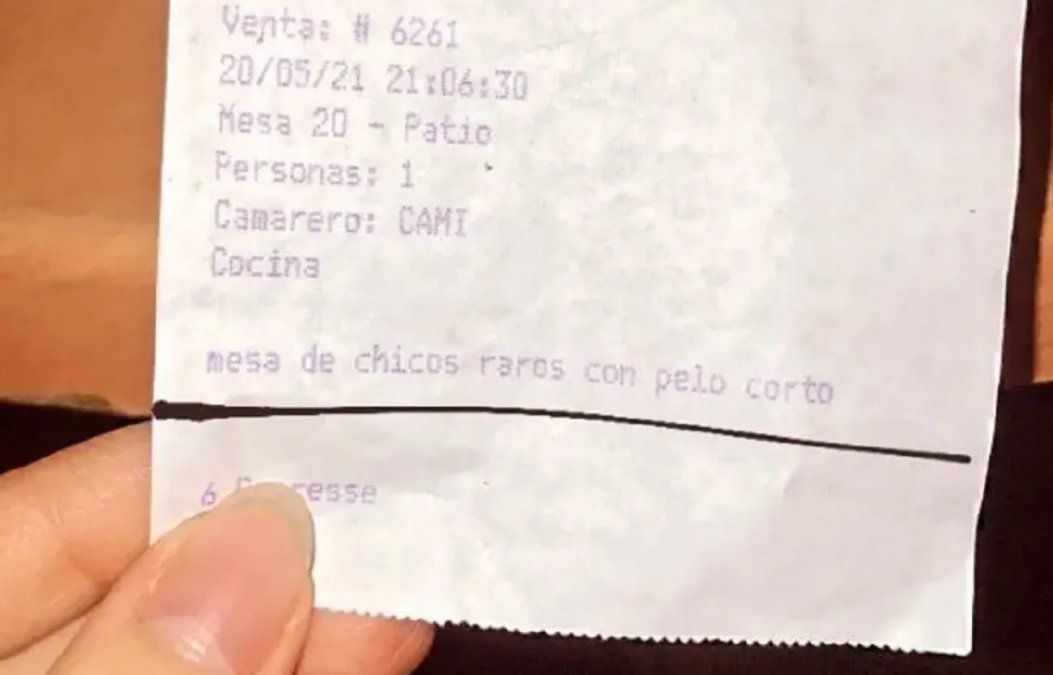 Venta: # 6261
20/05/21 21:06:30
Mesa 20 - Patio
Personas: 1
Camarero: CAMI
Cocina
mesa de chicos raros con pelo corto
6